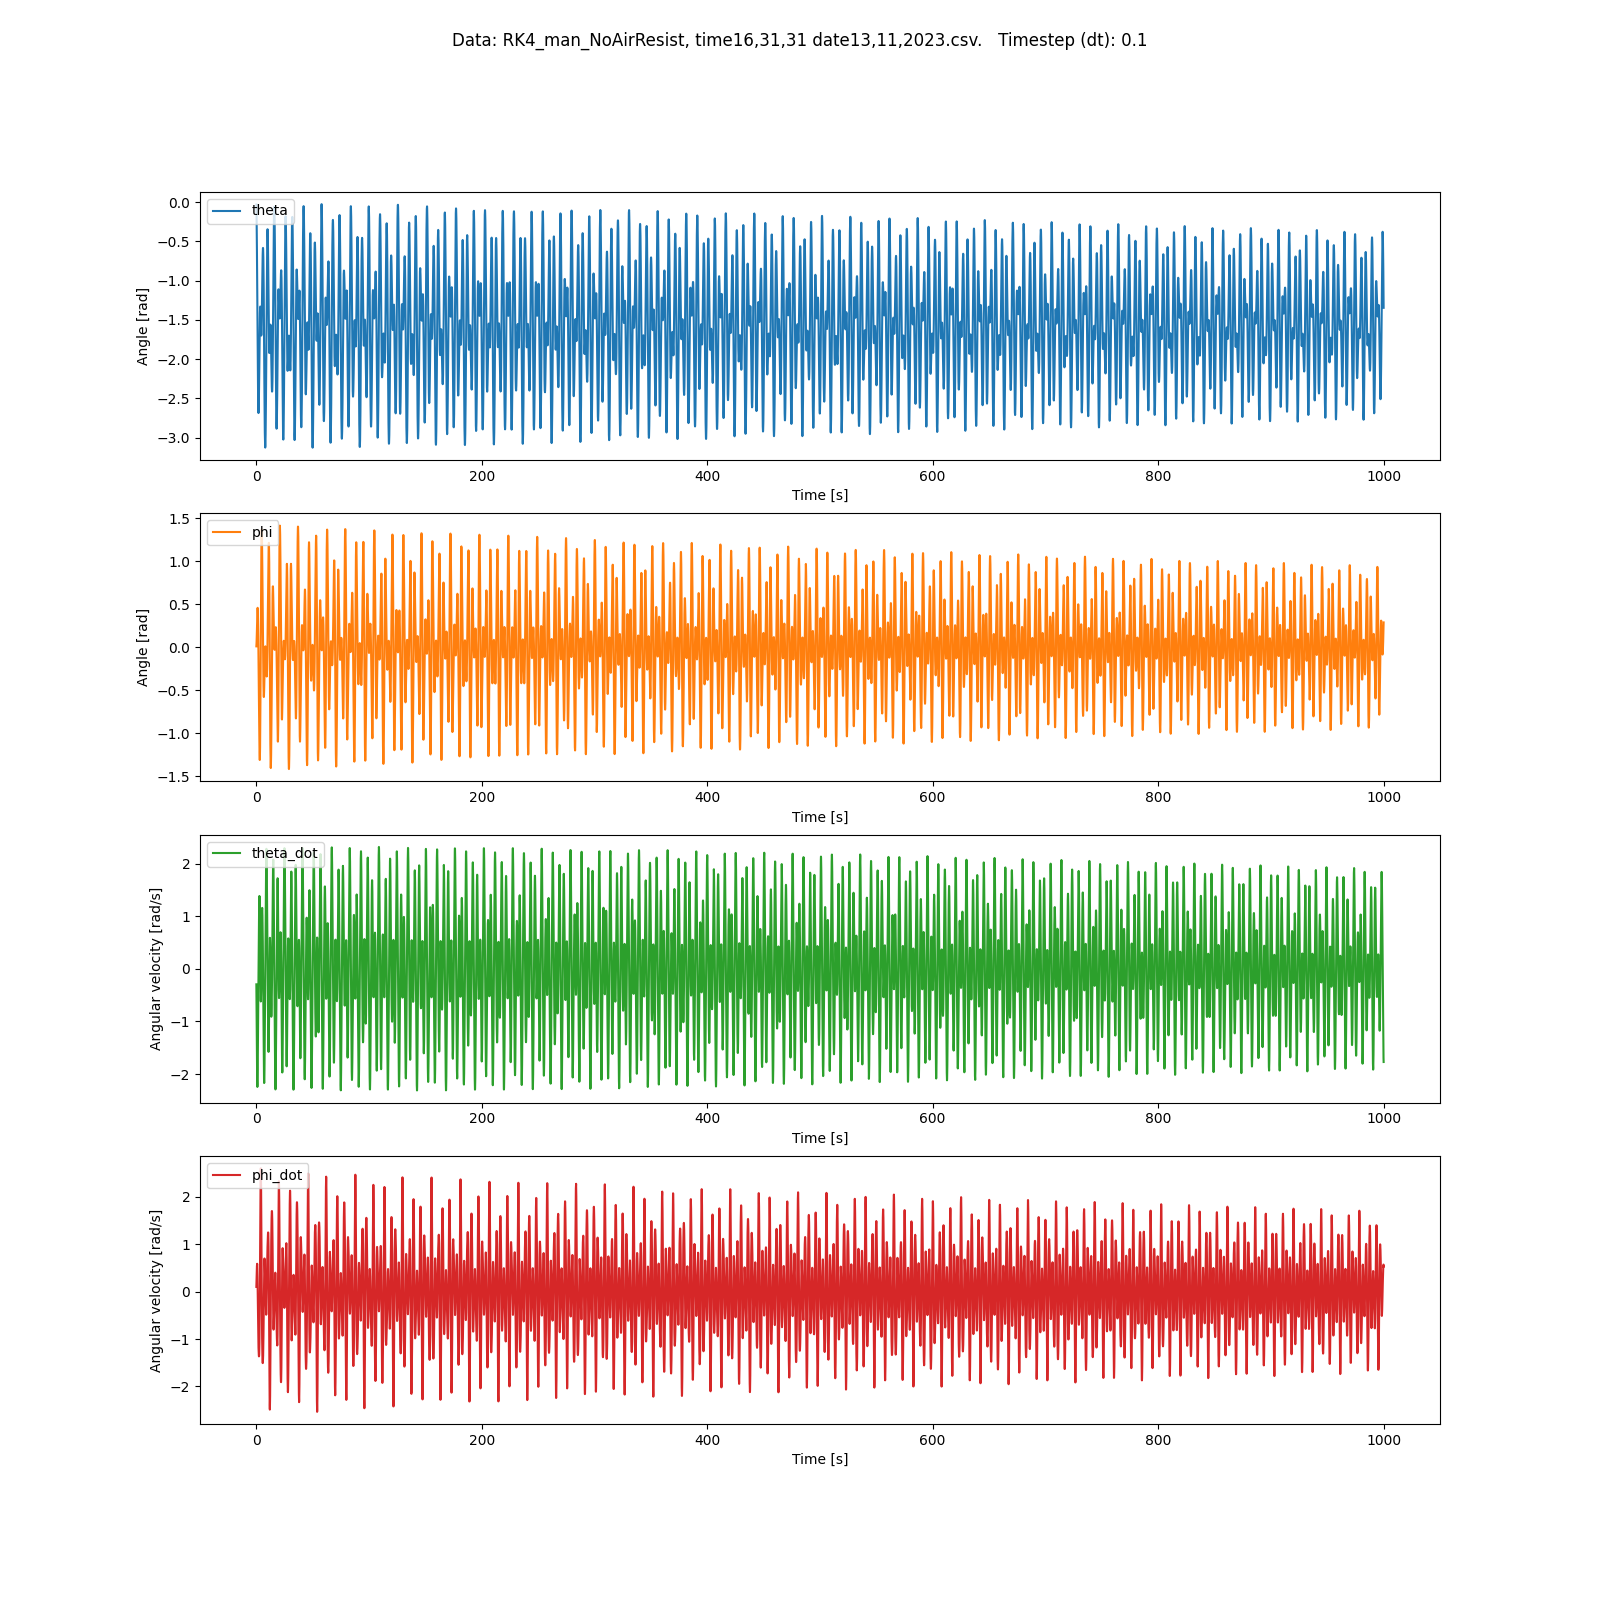 Data: RK4_man_NoAirResist, time16,31,31 date13,11,2023.csv.   Timestep (dt): 0.1
theta
0.0
−0.5
−1.0
−1.5
−2.0
−2.5
−3.0
Angle [rad]
0 200 400 600 800 1000
Time [s]
phi
1.5
1.0
0.5
0.0
−0.5
−1.0
−1.5
Angle [rad]
0 200 400 600 800 1000
Time [s]
theta_dot
2
1
0
−1
−2
Angular velocity [rad/s]
0 200 400 600 800 1000
Time [s]
phi_dot
2
1
0
−1
−2
Angular velocity [rad/s]
0 200 400 600 800 1000
Time [s]